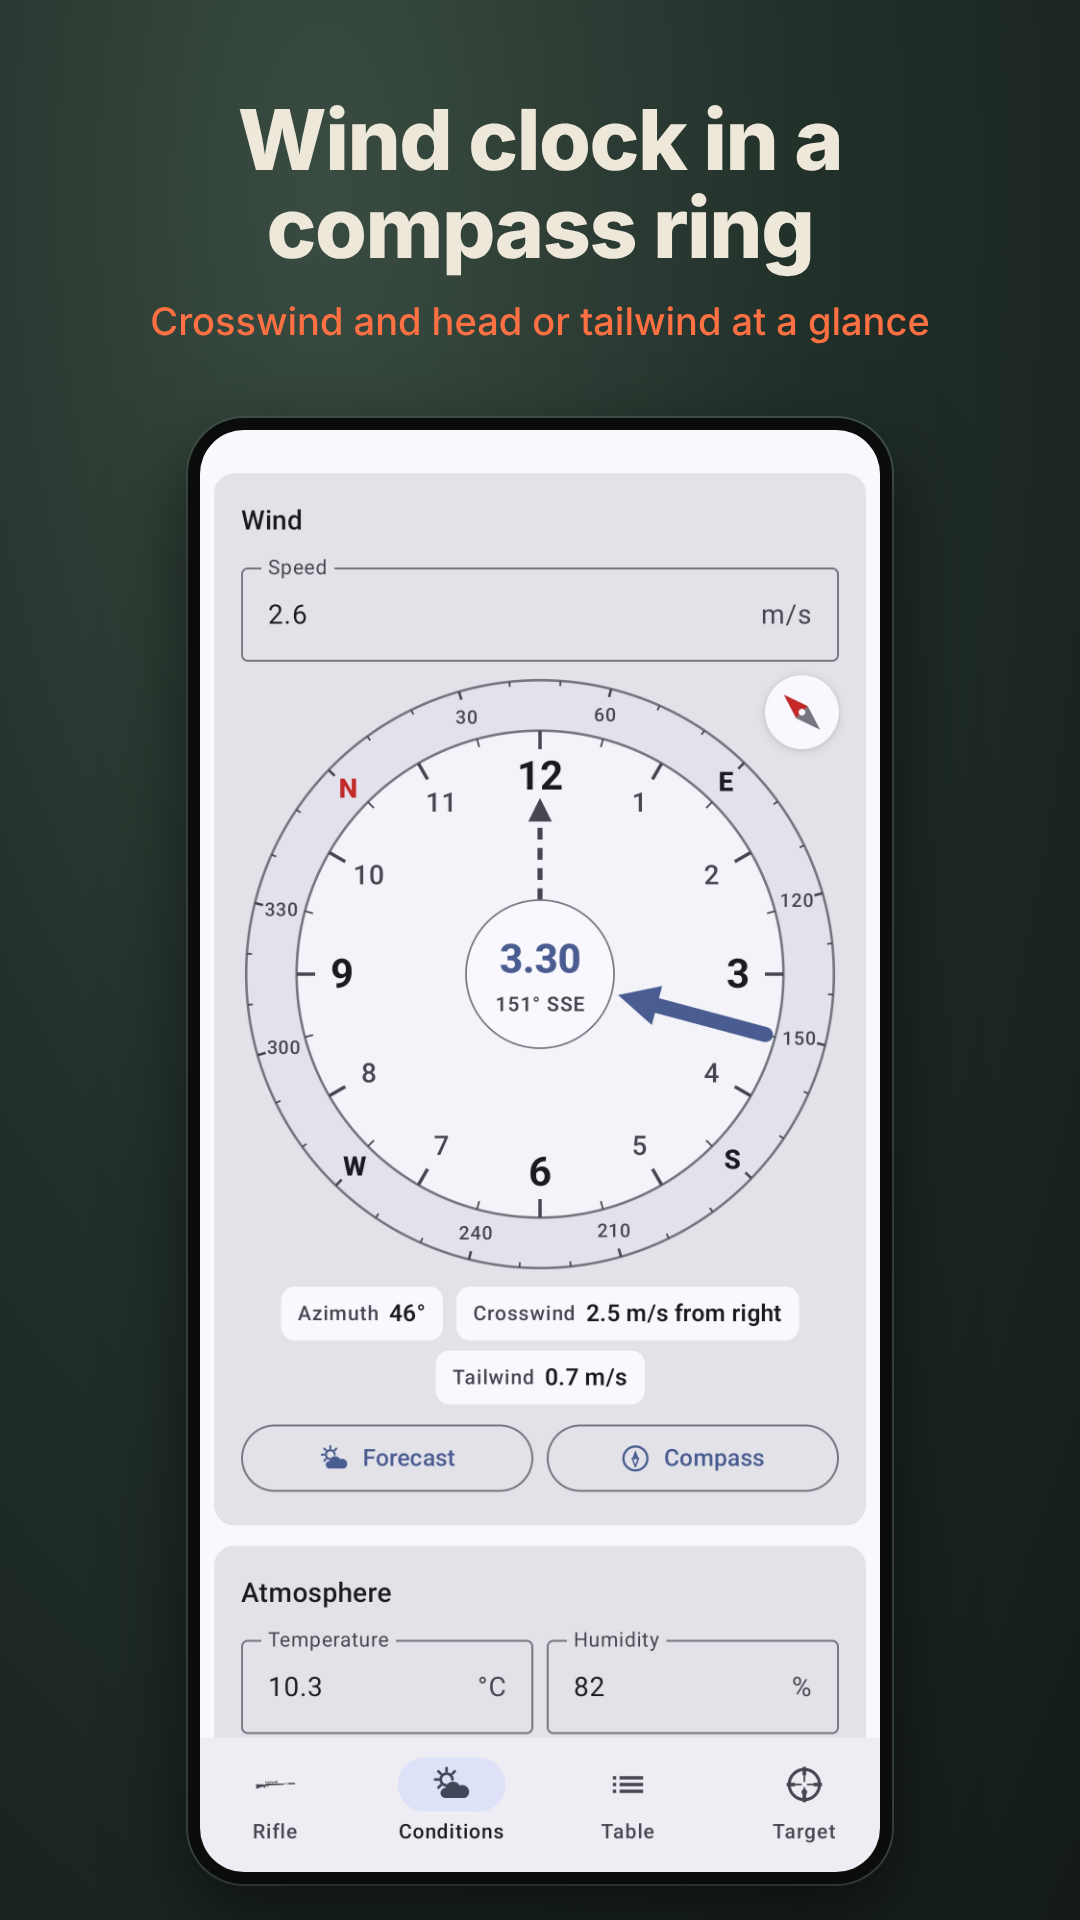 Wind clock in a
compass ring
Crosswind and head or tailwind at a glance
Wind
Speed
2.6 m/s
30 60
N E
12
11 1
10 2
330 120
9 3
3.30
151° SSE
300 150
8 4
7 5
W S
6
240 210
Azimuth 46° Crosswind 2.5 m/s from right
Tailwind 0.7 m/s
Forecast Compass
Atmosphere
Temperature Humidity
10.3 °C 82 %
Rifle Conditions Table Target